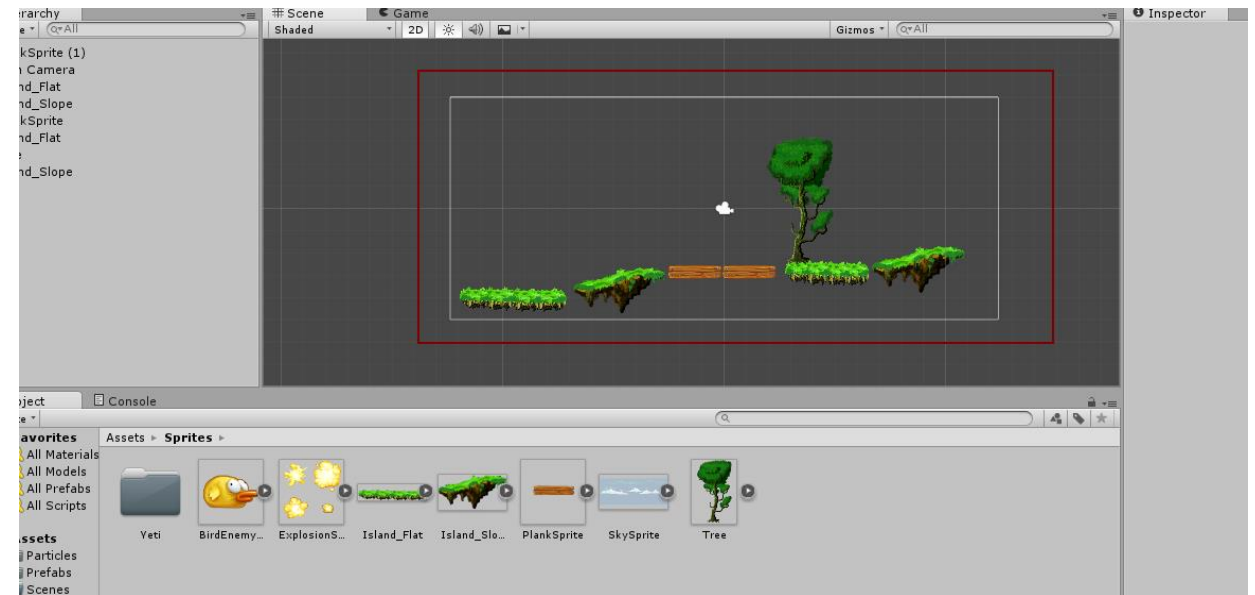 erarchy
# Scene
Game
Inspector
All
Shaded
2D
Gizmos
All
kSprite (1)
Camera
nd_Flat
nd_Slope
kSprite
nd_Flat
nd_Slope
oject
Console
avorites
Assets ▸ Sprites ▸
All Materials
All Models
All Prefabs
All Scripts
ssets
Particles
Prefabs
Scenes
Yeti
BirdEnemy...
ExplosionS...
Island_Flat
Island_Slo...
PlankSprite
SkySprite
Tree